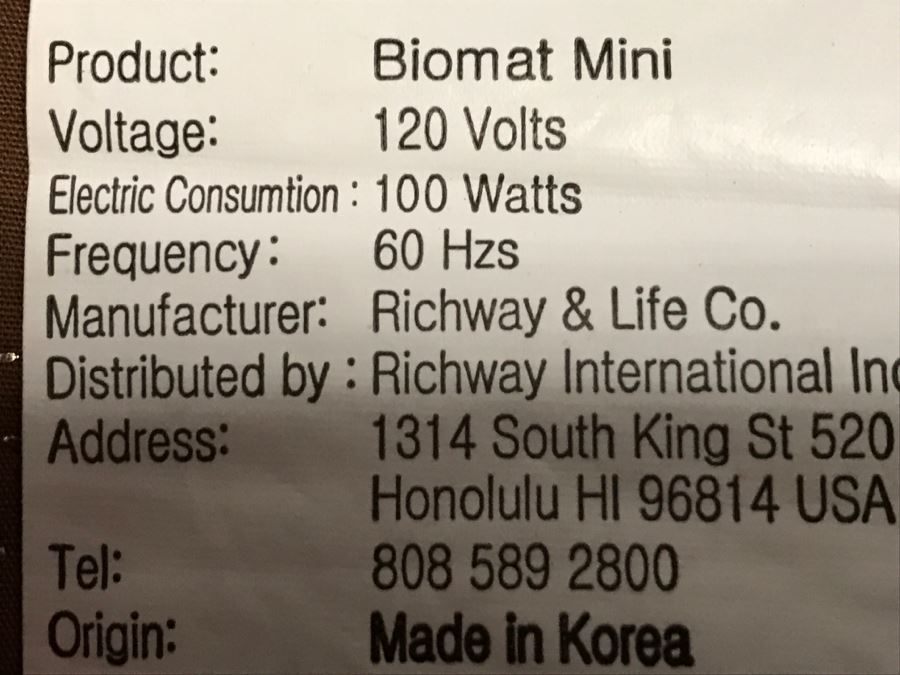 Product: Biomat Mini
Voltage: 120 Volts
Electric Consumtion : 100 Watts
Frequency: 60 Hzs
Manufacturer: Richway & Life Co.
Distributed by : Richway International Inc
Address: 1314 South King St 520
Honolulu HI 96814 USA
Tel: 808 589 2800
Origin: Made in Korea